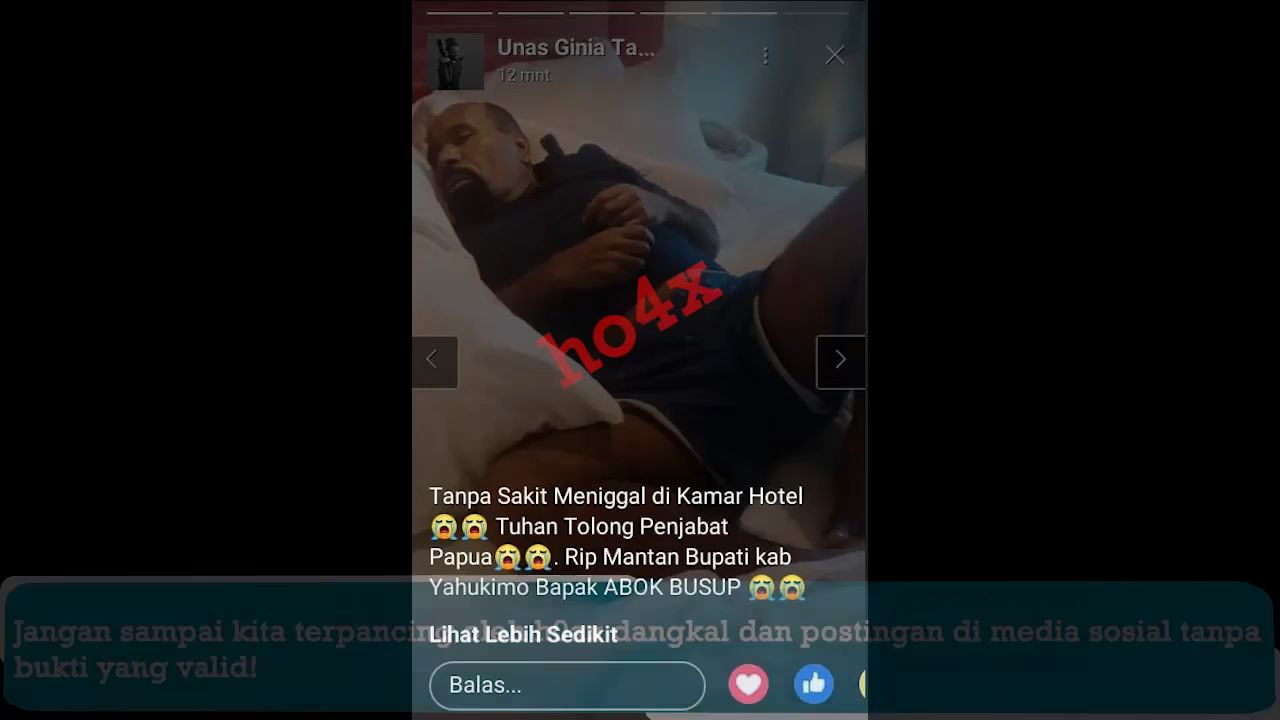 Unas Ginia Ta...
12 mnt
ho4x
Tanpa Sakit Meniggal di Kamar Hotel
😭😭 Tuhan Tolong Penjabat
Papua😭😭. Rip Mantan Bupati kab
Yahukimo Bapak ABOK BUSUP 😭😭
Lihat Lebih Sedikit
Jangan sampai kita terpancing dangkal dan postingan di media sosial tanpa
bukti yang valid!
Balas...